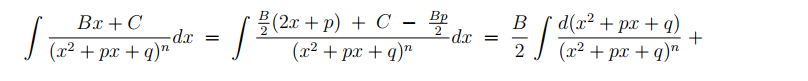 ∫ (Bx + C)/((x² + px + q)ⁿ) dx = ∫ (B/2 (2x + p) + C − Bp/2)/((x² + px + q)ⁿ) dx = B/2 ∫ d(x² + px + q)/((x² + px + q)ⁿ) +